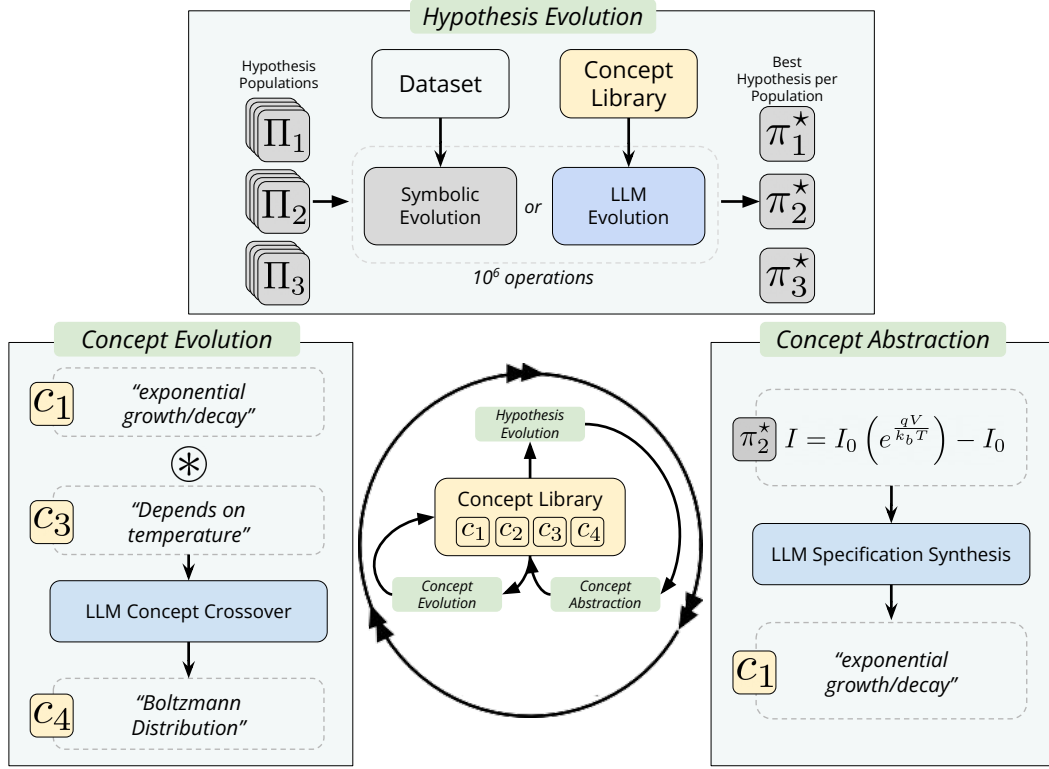 Hypothesis Evolution
Hypothesis
Populations
Dataset
Concept
Library
Best
Hypothesis per
Population
Π₁
Π₂
Π₃
Symbolic
Evolution
or
LLM
Evolution
10⁶ operations
π₁⋆
π₂⋆
π₃⋆
Concept Evolution
c₁
“exponential
growth/decay”
⊛
c₃
“Depends on
temperature”
LLM Concept Crossover
c₄
“Boltzmann
Distribution”
Hypothesis
Evolution
Concept Library
c₁ c₂ c₃ c₄
Concept
Evolution
Concept
Abstraction
Concept Abstraction
π₂⋆ I = I₀ (e^{qV/(k_b T)}) − I₀
LLM Specification Synthesis
c₁
“exponential
growth/decay”